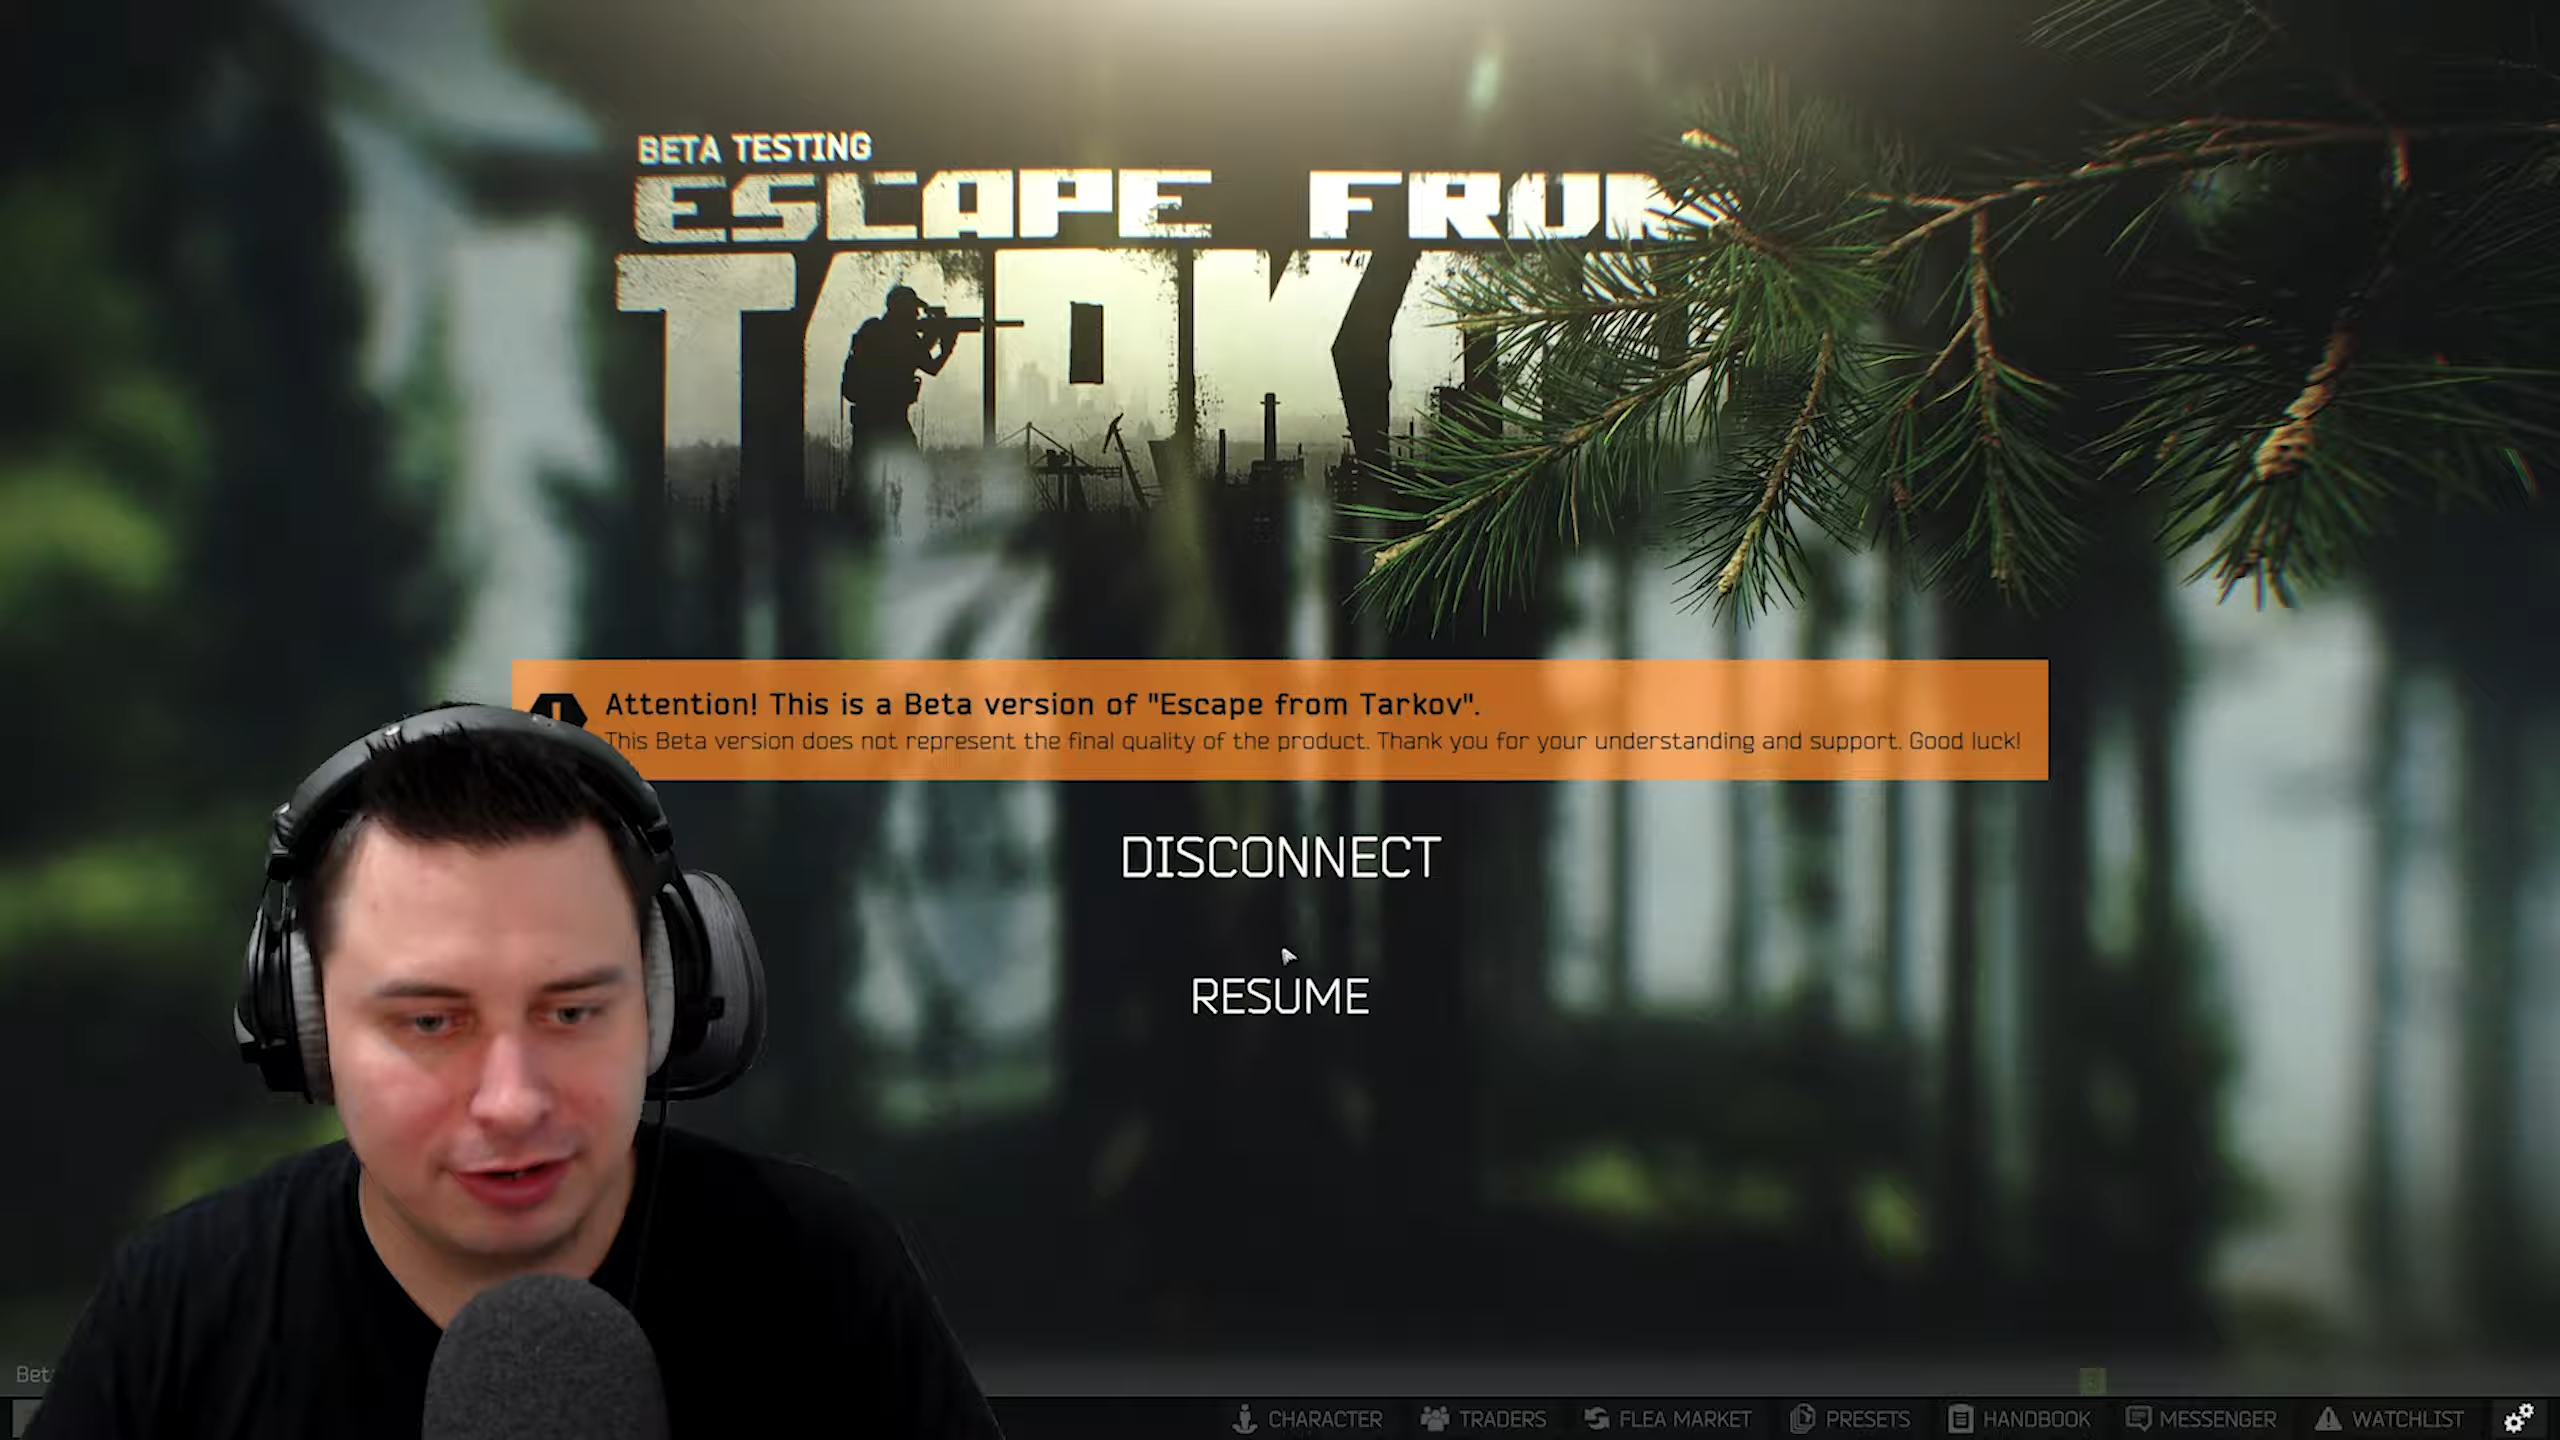 BETA TESTING
ESCAPE FROM
Attention! This is a Beta version of "Escape from Tarkov".
This Beta version does not represent the final quality of the product. Thank you for your understanding and support. Good luck!
DISCONNECT
RESUME
CHARACTER
TRADERS
FLEA MARKET
PRESETS
HANDBOOK
MESSENGER
WATCHLIST